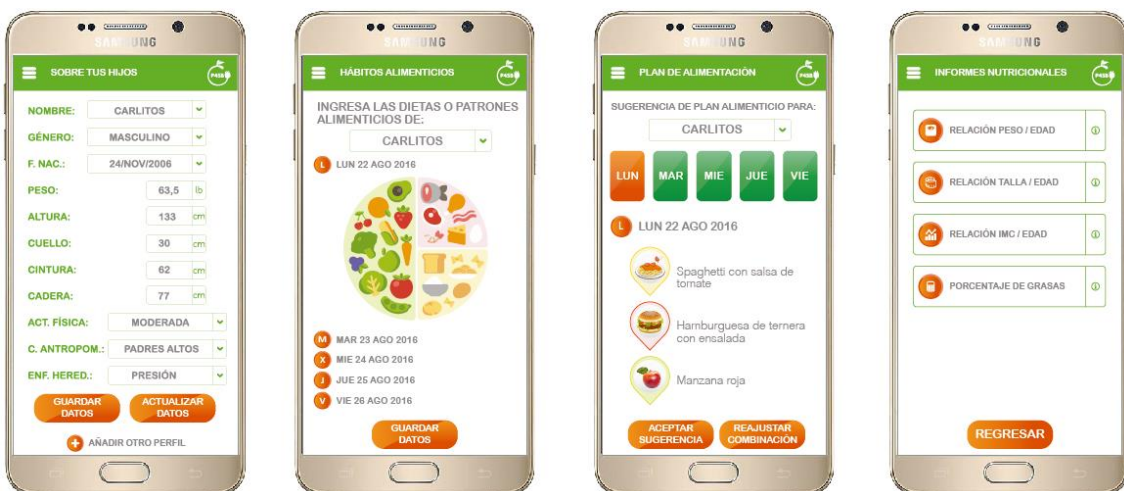 SAMSUNG
SOBRE TUS HIJOS
NOMBRE: CARLITOS
GÉNERO: MASCULINO
F. NAC.: 24/NOV/2006
PESO: 63,5 lb
ALTURA: 133 cm
CUELLO: 30 cm
CINTURA: 62 cm
CADERA: 77 cm
ACT. FÍSICA: MODERADA
C. ANTROPOM.: PADRES ALTOS
ENF. HERED.: PRESIÓN
GUARDAR
DATOS
ACTUALIZAR
DATOS
AÑADIR OTRO PERFIL
SAMSUNG
HÁBITOS ALIMENTICIOS
INGRESA LAS DIETAS O PATRONES
ALIMENTICIOS DE:
CARLITOS
L LUN 22 AGO 2016
M MAR 23 AGO 2016
X MIE 24 AGO 2016
J JUE 25 AGO 2016
V VIE 26 AGO 2016
GUARDAR
DATOS
SAMSUNG
PLAN DE ALIMENTACIÓN
SUGERENCIA DE PLAN ALIMENTICIO PARA:
CARLITOS
LUN MAR MIE JUE VIE
L LUN 22 AGO 2016
Spaghetti con salsa de
tomate
Hamburguesa de ternera
con ensalada
Manzana roja
ACEPTAR
SUGERENCIA
REAJUSTAR
COMBINACIÓN
SAMSUNG
INFORMES NUTRICIONALES
RELACIÓN PESO / EDAD
RELACIÓN TALLA / EDAD
RELACIÓN IMC / EDAD
PORCENTAJE DE GRASAS
REGRESAR